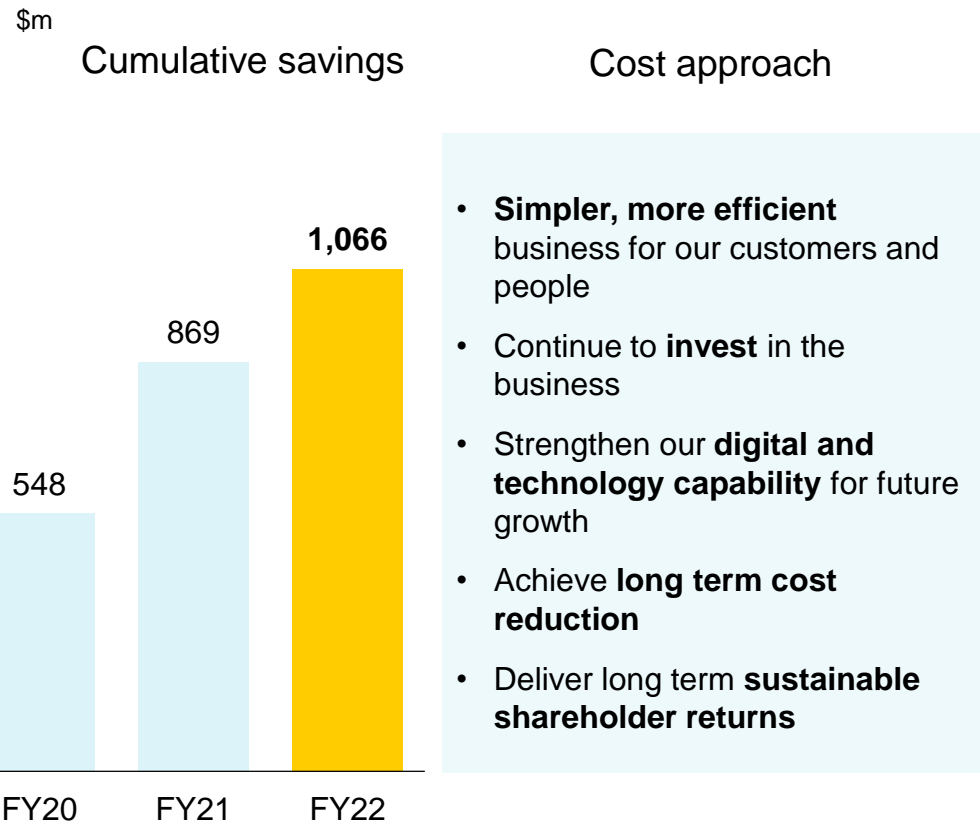 $m
Cumulative savings
1,066
869
548
FY20 FY21 FY22
Cost approach
• Simpler, more efficient
business for our customers and
people
• Continue to invest in the
business
• Strengthen our digital and
technology capability for future
growth
• Achieve long term cost
reduction
• Deliver long term sustainable
shareholder returns